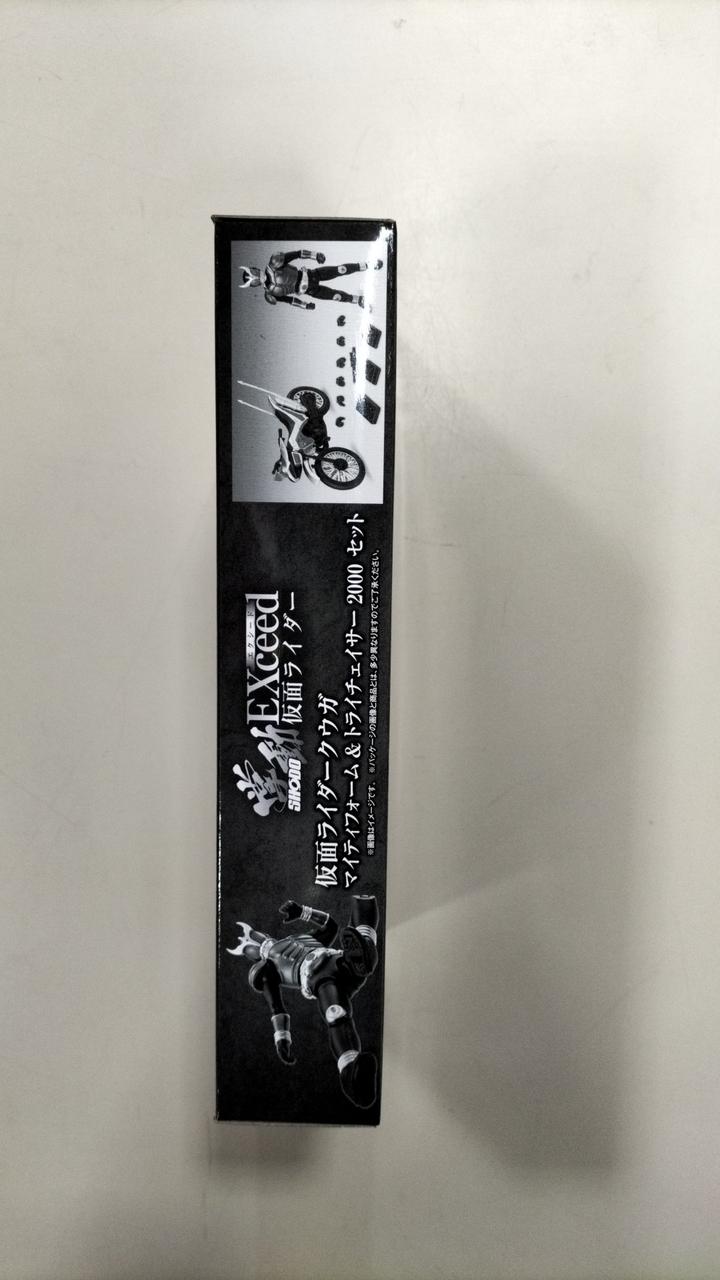 掌動
SHODO
エクシード
EXceed
仮面ライダー
仮面ライダークウガ
マイティフォーム & トライチェイサー 2000 セット
※画像はイメージです。 ※パッケージの画像と商品とは、多少異なりますのでご了承ください。